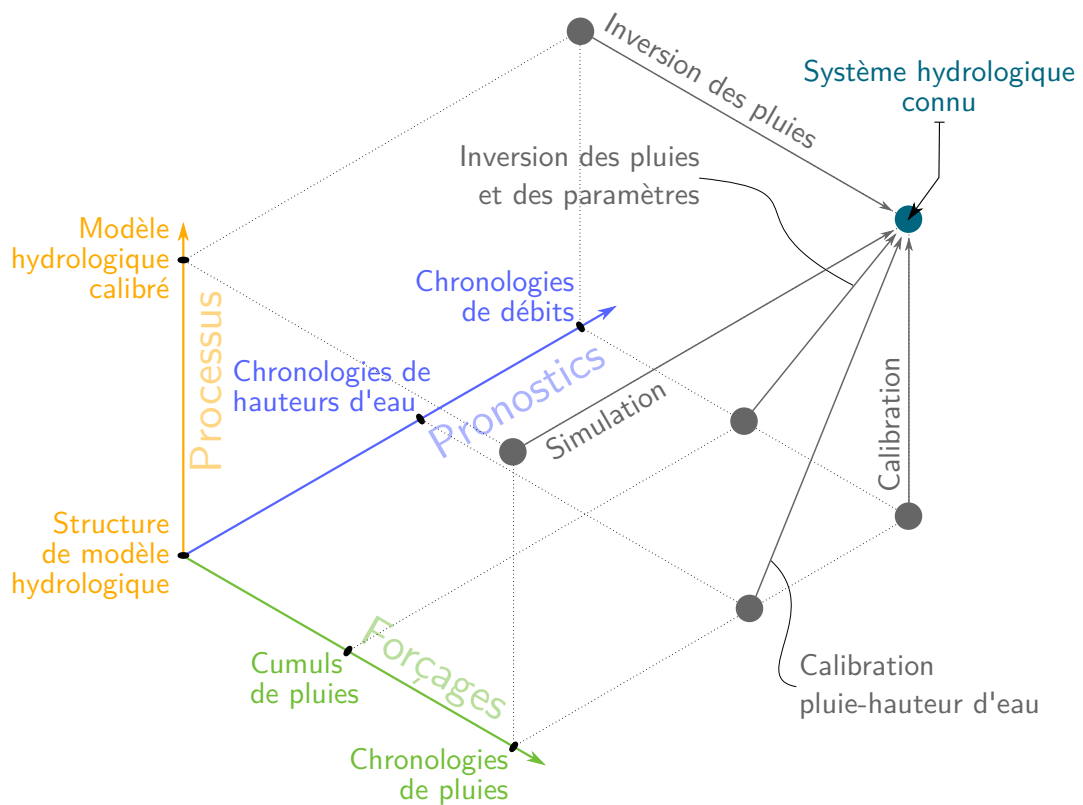 Inversion des pluies
Système hydrologique
connu
Inversion des pluies
et des paramètres
Modèle
hydrologique
calibré
Processus
Chronologies
de débits
Chronologies de
hauteurs d'eau
Pronostics
Simulation
Calibration
Structure
de modèle
hydrologique
Forçages
Cumuls
de pluies
Calibration
pluie-hauteur d'eau
Chronologies
de pluies